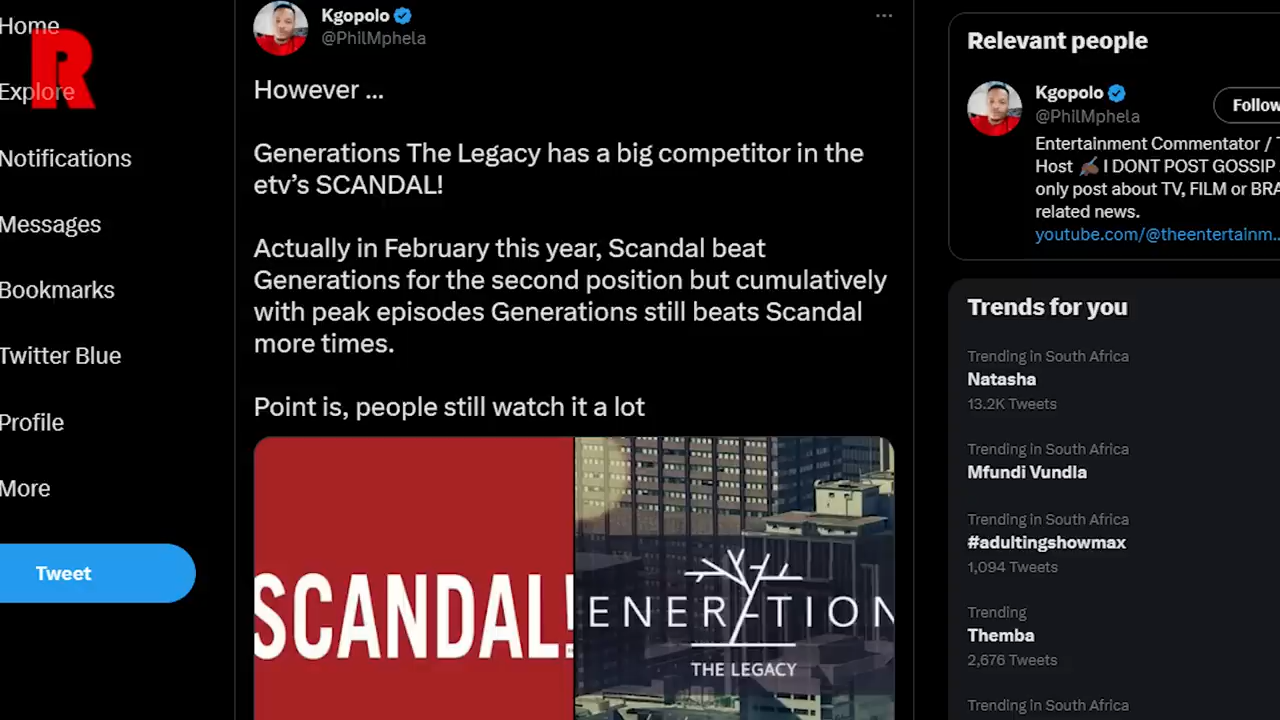 Home
R
Explore
Notifications
Messages
Bookmarks
Twitter Blue
Profile
More
Tweet
Kgopolo
@PhilMphela
However ...
Generations The Legacy has a big competitor in the
etv’s SCANDAL!
Actually in February this year, Scandal beat
Generations for the second position but cumulatively
with peak episodes Generations still beats Scandal
more times.
Point is, people still watch it a lot
SCANDAL!
ENERATION
THE LEGACY
Relevant people
Kgopolo
@PhilMphela
Follow
Entertainment Commentator / T
Host ✍🏾 I DONT POST GOSSIP
only post about TV, FILM or BRA
related news.
youtube.com/@theentertainm...
Trends for you
Trending in South Africa
Natasha
13.2K Tweets
Trending in South Africa
Mfundi Vundla
Trending in South Africa
#adultingshowmax
1,094 Tweets
Trending
Themba
2,676 Tweets
Trending in South Africa